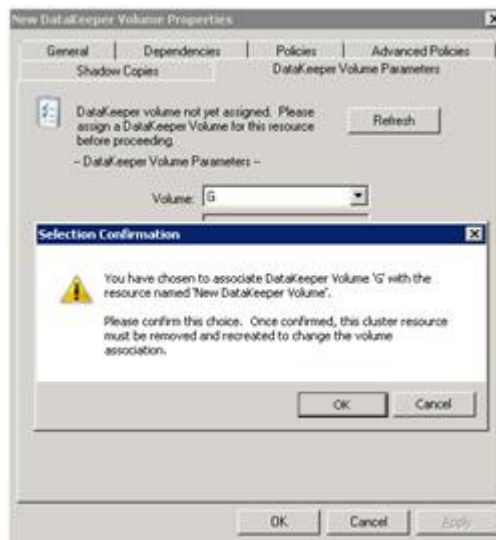 New DataKeeper Volume Properties
General
Dependencies
Policies
Advanced Policies
Shadow Copies
DataKeeper Volume Parameters
DataKeeper volume not yet assigned. Please
assign a DataKeeper Volume for this resource
before proceeding.
Refresh
-- DataKeeper Volume Parameters --
Volume: G
Selection Confirmation
You have chosen to associate DataKeeper Volume 'G' with the
resource named 'New DataKeeper Volume'.
Please confirm this choice. Once confirmed, this cluster resource
must be removed and recreated to change the volume
association.
OK
Cancel
OK
Cancel
Apply